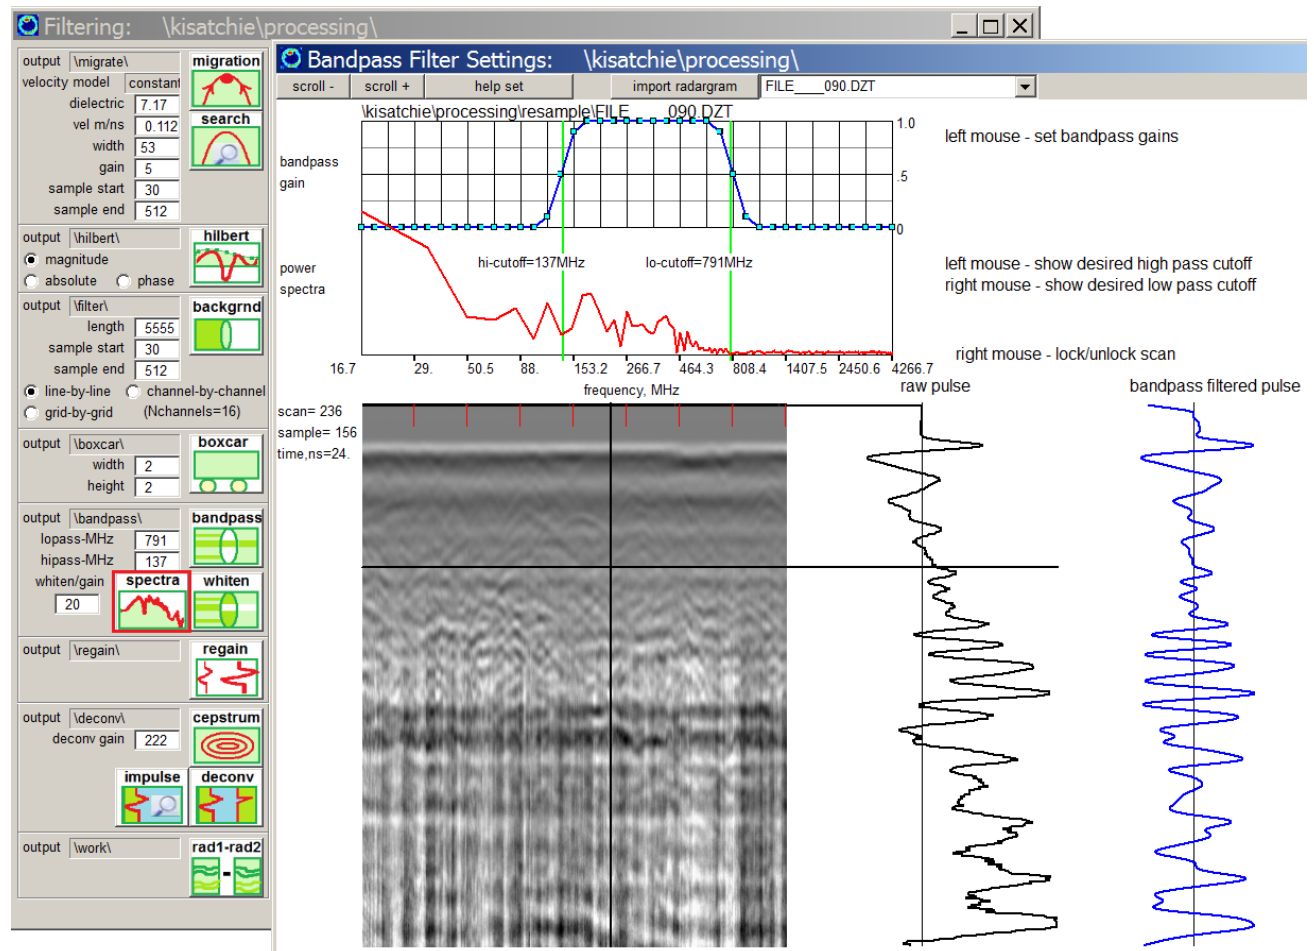 Filtering: \kisatchie\processing\
output \migrate\ migration
velocity model constant
dielectric 7.17
vel m/ns 0.112 search
width 53
gain 5
sample start 30
sample end 512
output \hilbert\ hilbert
magnitude
absolute phase
output \filter\ backgrnd
length 5555
sample start 30
sample end 512
line-by-line channel-by-channel
grid-by-grid (Nchannels=16)
output \boxcar\ boxcar
width 2
height 2
output \bandpass\ bandpass
lopass-MHz 791
hipass-MHz 137
whiten/gain spectra whiten
20
output \regain\ regain
output \deconv\ cepstrum
deconv gain 222
impulse deconv
output \work\ rad1-rad2
-
Bandpass Filter Settings: \kisatchie\processing\
scroll - scroll + help set import radargram FILE____090.DZT
\kisatchie\processing\resample\FILE____090.DZT
1.0
left mouse - set bandpass gains
bandpass
gain
.5
0
power
spectra
hi-cutoff=137MHz lo-cutoff=791MHz
left mouse - show desired high pass cutoff
right mouse - show desired low pass cutoff
right mouse - lock/unlock scan
16.7 29. 50.5 88. 153.2 266.7 464.3 808.4 1407.5 2450.6 4266.7
frequency, MHz
raw pulse bandpass filtered pulse
scan= 236
sample= 156
time,ns=24.